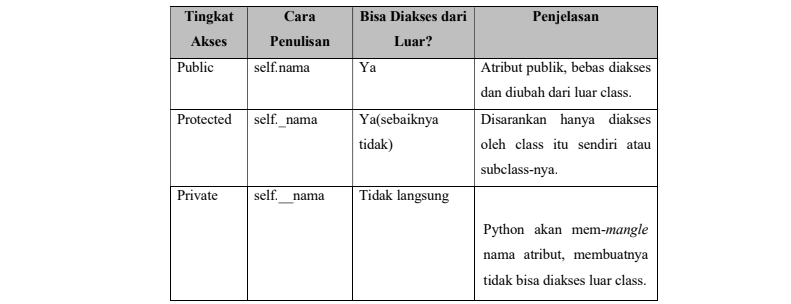 Tingkat Akses
Cara Penulisan
Bisa Diakses dari Luar?
Penjelasan
Public
self.nama
Ya
Atribut publik, bebas diakses
dan diubah dari luar class.
Protected
self._nama
Ya(sebaiknya
tidak)
Disarankan hanya diakses
oleh class itu sendiri atau
subclass-nya.
Private
self.__nama
Tidak langsung
Python akan mem-mangle
nama atribut, membuatnya
tidak bisa diakses luar class.